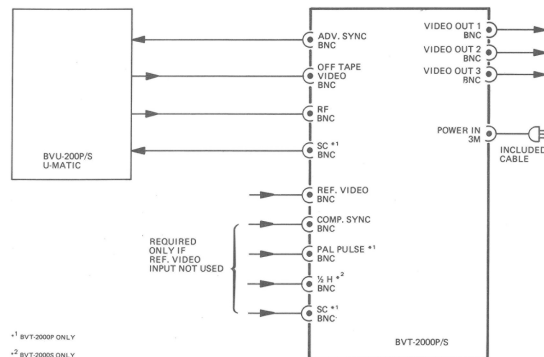 ADV. SYNC
BNC
OFF TAPE
VIDEO
BNC
RF
BNC
SC *1
BNC
BVU-200P/S
U-MATIC
REF. VIDEO
BNC
COMP. SYNC
BNC
PAL PULSE *1
BNC
½ H *2
BNC
SC *1
BNC
REQUIRED
ONLY IF
REF. VIDEO
INPUT NOT USED
VIDEO OUT 1
BNC
VIDEO OUT 2
BNC
VIDEO OUT 3
BNC
POWER IN
3M
INCLUDED
CABLE
BVT-2000P/S
*1 BVT-2000P ONLY
*2 BVT-2000S ONLY